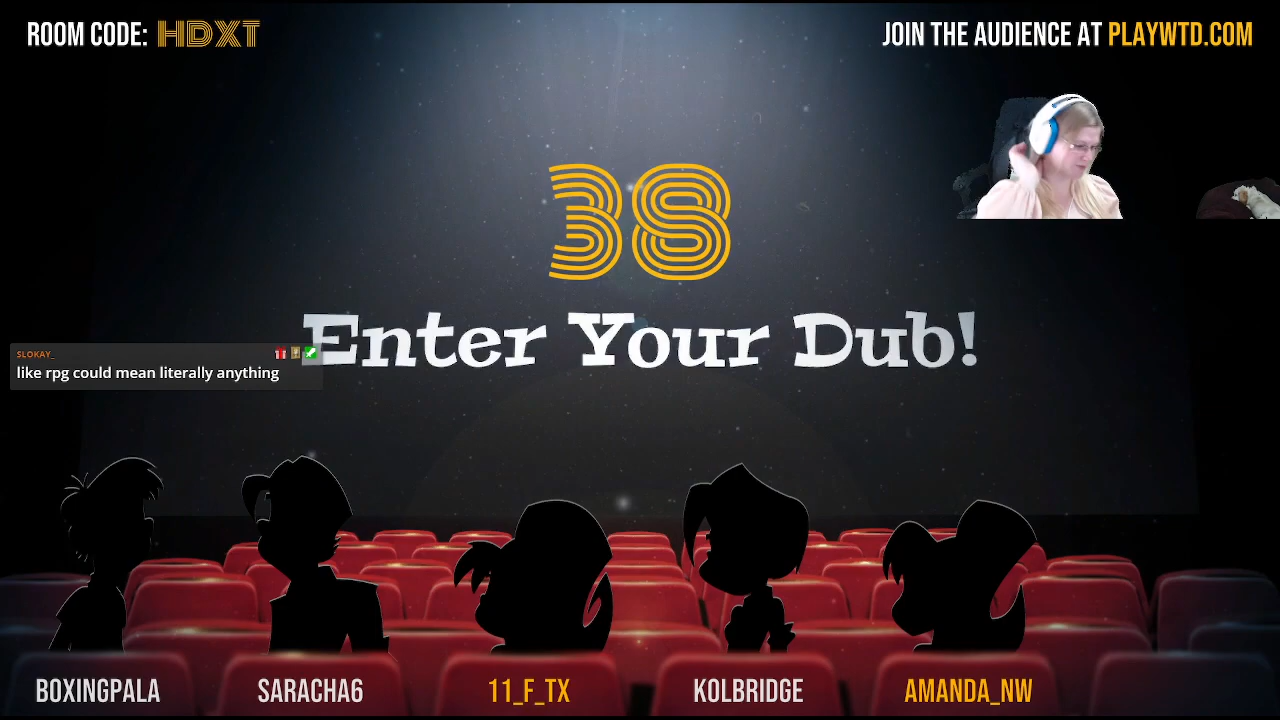 ROOM CODE: HDXT
JOIN THE AUDIENCE AT PLAYWTD.COM
38
Enter Your Dub!
SLOKAY_
like rpg could mean literally anything
BOXINGPALA
SARACHA6
11_F_TX
KOLBRIDGE
AMANDA_NW